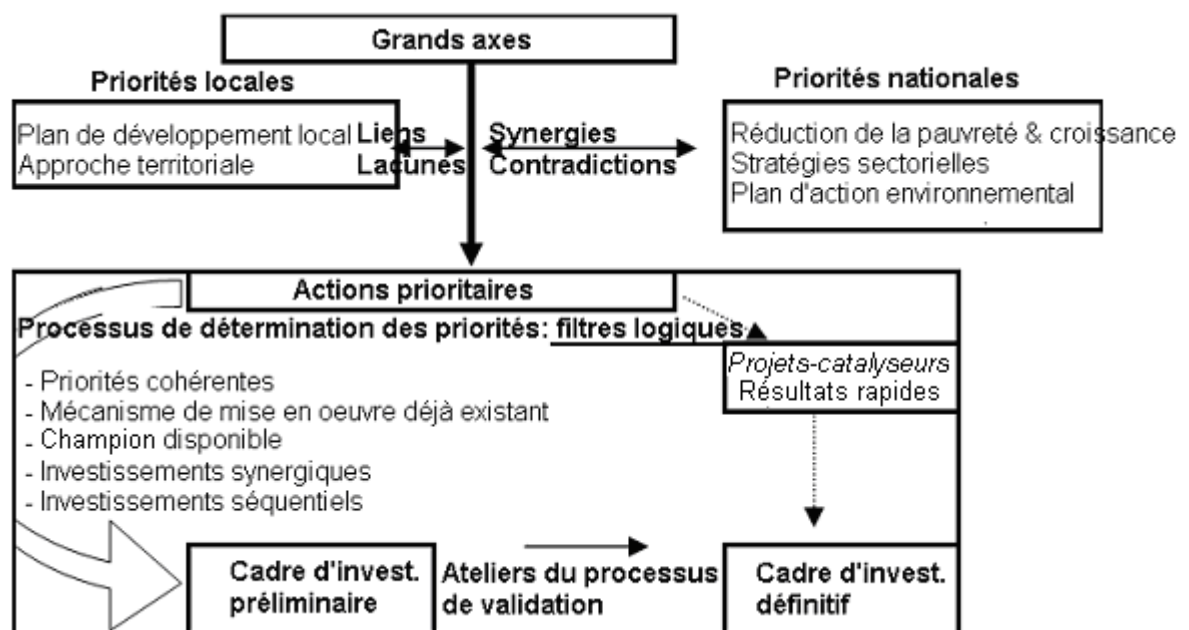 Grands axes
Priorités locales
Priorités nationales
Plan de développement local
Approche territoriale
Liens
Lacunes
Synergies
Contradictions
Réduction de la pauvreté & croissance
Stratégies sectorielles
Plan d'action environnemental
Actions prioritaires
Processus de détermination des priorités: filtres logiques
Projets-catalyseurs
Résultats rapides
- Priorités cohérentes
- Mécanisme de mise en oeuvre déjà existant
- Champion disponible
- Investissements synergiques
- Investissements séquentiels
Cadre d'invest.
préliminaire
Ateliers du processus
de validation
Cadre d'invest.
définitif